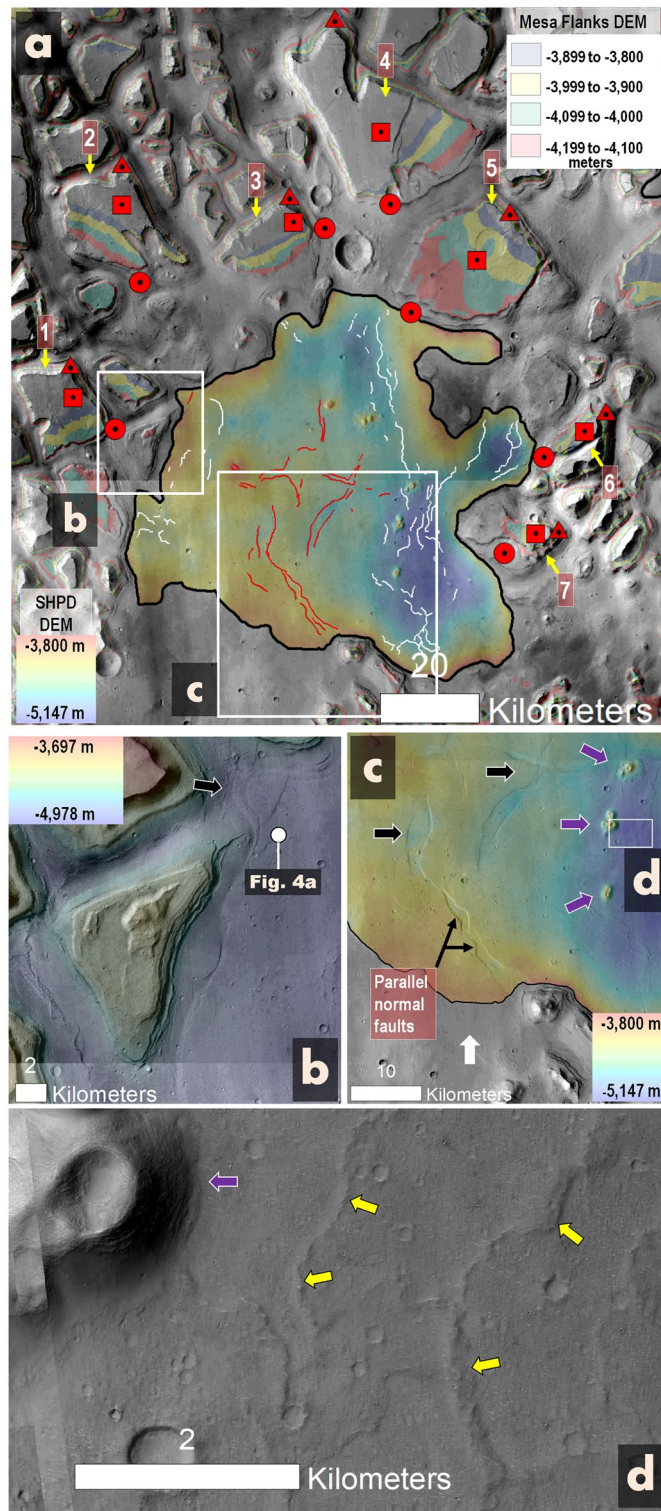 a
Mesa Flanks DEM
-3,899 to -3,800
-3,999 to -3,900
-4,099 to -4,000
-4,199 to -4,100
meters
4
2
3
5
1
6
7
b
SHPD
DEM
-3,800 m
-5,147 m
c
20
Kilometers
-3,697 m
-4,978 m
Fig. 4a
2
Kilometers
b
c
d
Parallel
normal
faults
10
Kilometers
-3,800 m
-5,147 m
2
Kilometers
d